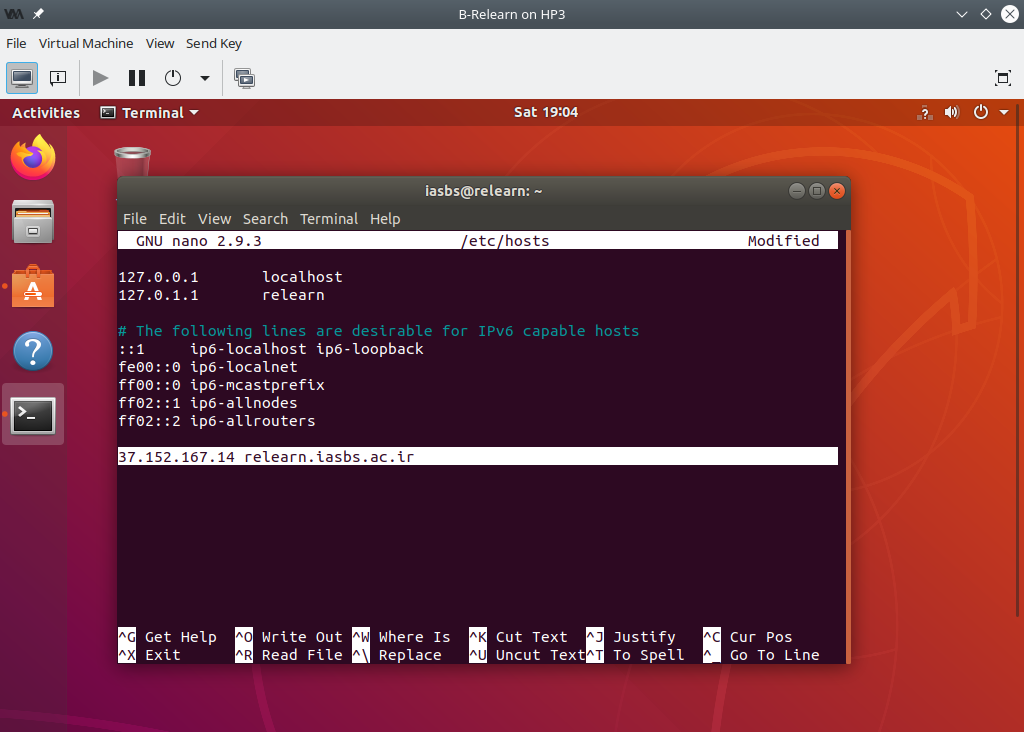 B-Relearn on HP3
File Virtual Machine View Send Key
Activities Terminal Sat 19:04
iasbs@relearn: ~
File Edit View Search Terminal Help
GNU nano 2.9.3 /etc/hosts Modified
127.0.0.1 localhost
127.0.1.1 relearn
# The following lines are desirable for IPv6 capable hosts
::1 ip6-localhost ip6-loopback
fe00::0 ip6-localnet
ff00::0 ip6-mcastprefix
ff02::1 ip6-allnodes
ff02::2 ip6-allrouters
37.152.167.14 relearn.iasbs.ac.ir
^G Get Help ^O Write Out ^W Where Is ^K Cut Text ^J Justify ^C Cur Pos
^X Exit ^R Read File ^\ Replace ^U Uncut Text ^T To Spell ^_ Go To Line